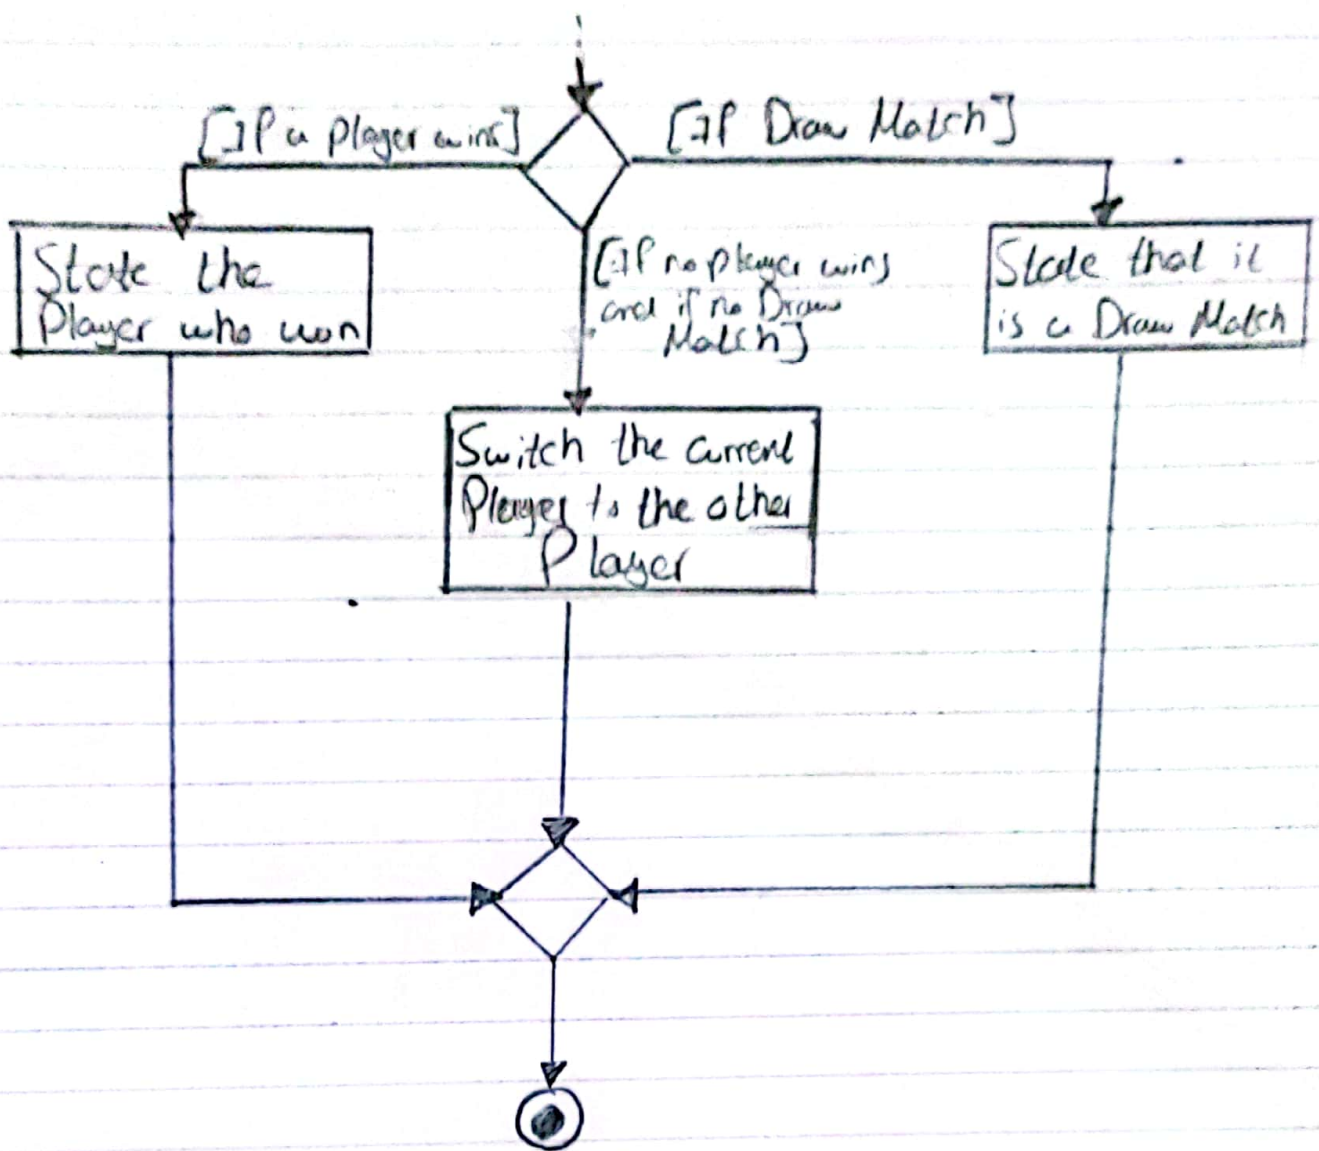 [If a Player wins]
[If Draw Match]
State the
Player who won
[If no player wins
and if no Draw
Match]
State that it
is a Draw Match
Switch the current
Player to the other
Player